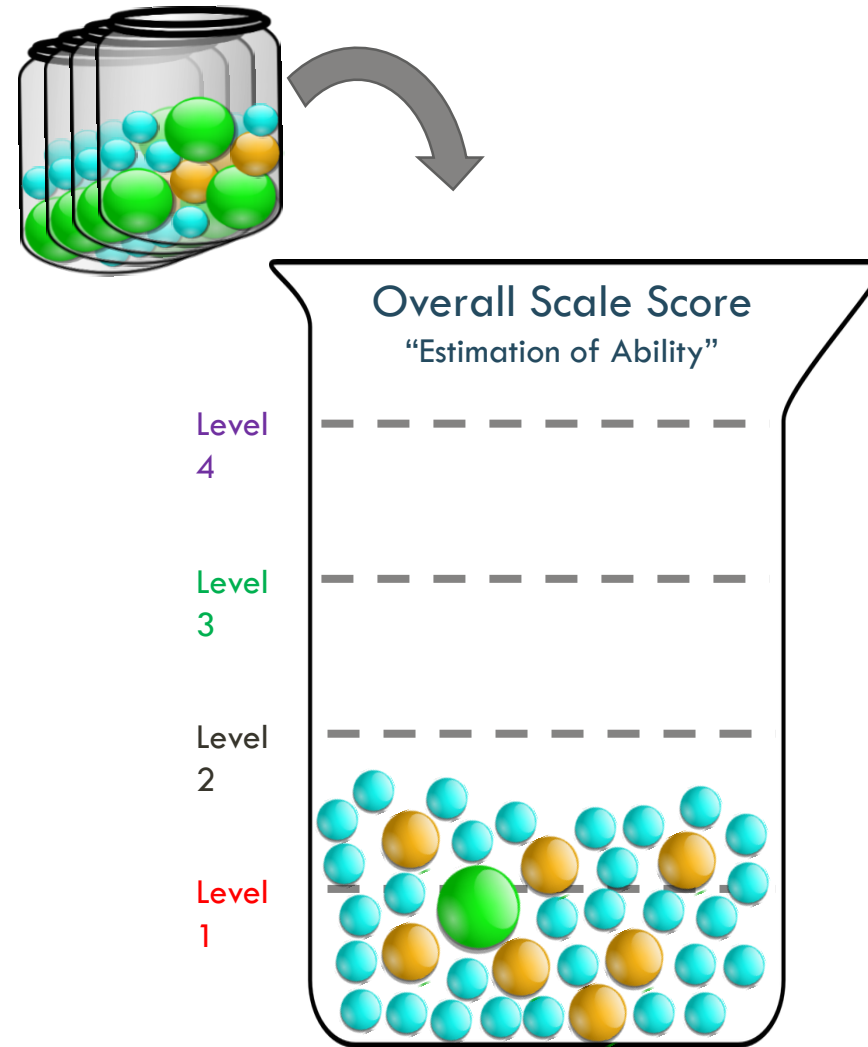 Overall Scale Score
“Estimation of Ability”
Level
4
Level
3
Level
2
Level
1